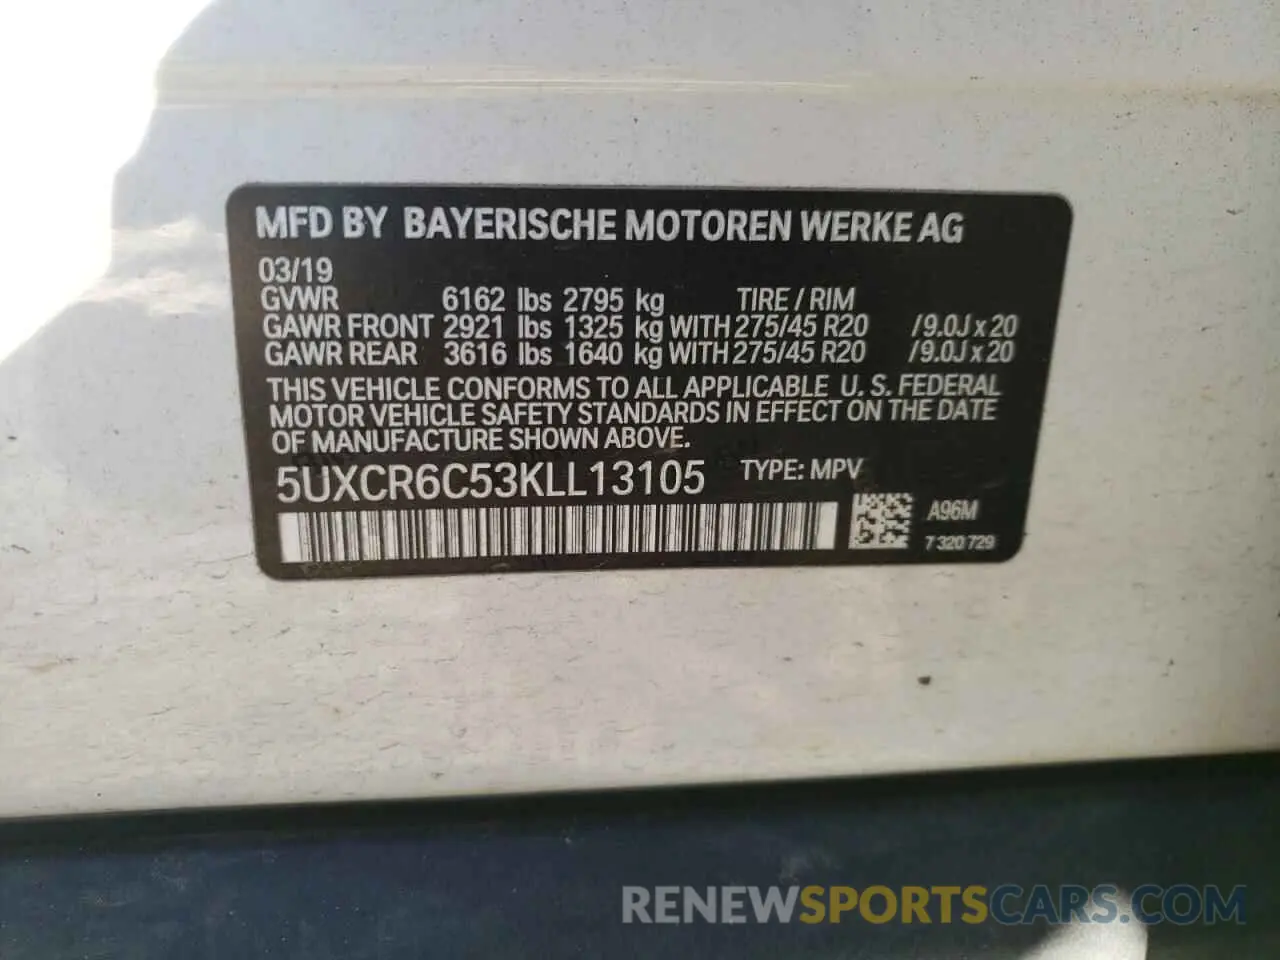 MFD BY BAYERISCHE MOTOREN WERKE AG
03/19
GVWR 6162 lbs 2795 kg TIRE / RIM
GAWR FRONT 2921 lbs 1325 kg WITH 275/45 R20 / 9.0J x 20
GAWR REAR 3616 lbs 1640 kg WITH 275/45 R20 / 9.0J x 20
THIS VEHICLE CONFORMS TO ALL APPLICABLE U. S. FEDERAL
MOTOR VEHICLE SAFETY STANDARDS IN EFFECT ON THE DATE
OF MANUFACTURE SHOWN ABOVE.
5UXCR6C53KLL13105 TYPE: MPV
A96M
7 320 729
RENEWSPORTSCARS.COM